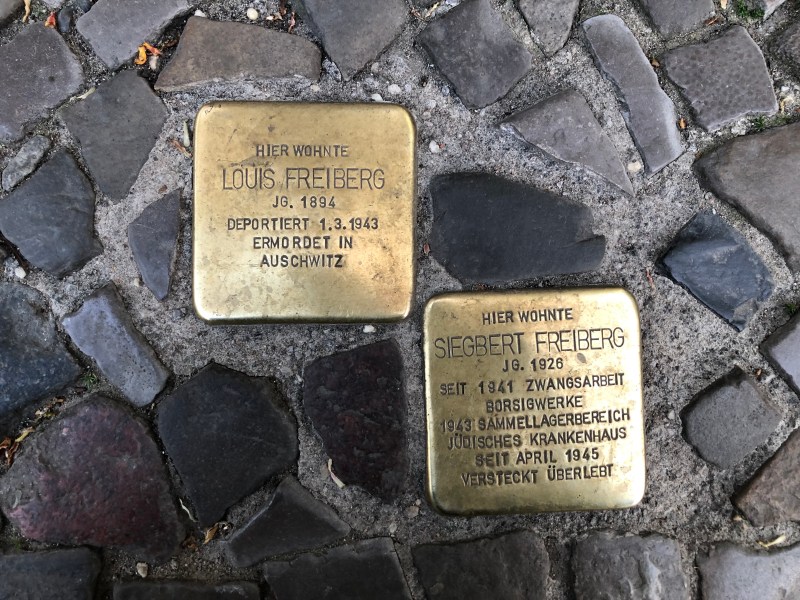 HIER WOHNTE
LOUIS FREIBERG
JG. 1894
DEPORTIERT 1.3.1943
ERMORDET IN
AUSCHWITZ
HIER WOHNTE
SIEGBERT FREIBERG
JG. 1926
SEIT 1941 ZWANGSARBEIT
BORSIGWERKE
1943 SAMMELLAGERBEREICH
JÜDISCHES KRANKENHAUS
SEIT APRIL 1945
VERSTECKT ÜBERLEBT